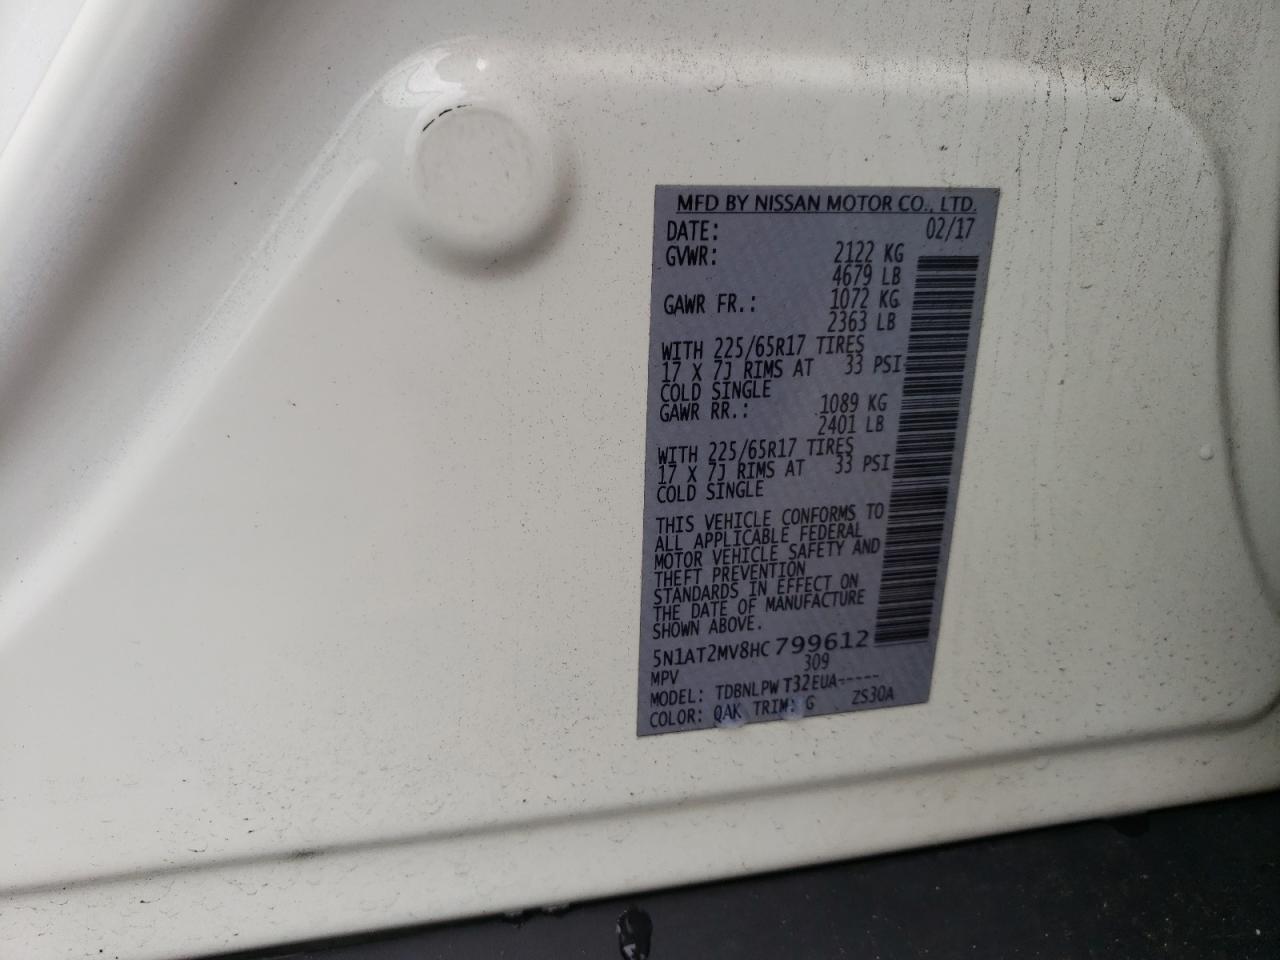 MFD BY NISSAN MOTOR CO., LTD.
DATE: 02/17
GVWR: 2122 KG
4679 LB
GAWR FR.: 1072 KG
2363 LB
WITH 225/65R17 TIRES
17 X 7J RIMS AT 33 PSI
COLD SINGLE
GAWR RR.: 1089 KG
2401 LB
WITH 225/65R17 TIRES
17 X 7J RIMS AT 33 PSI
COLD SINGLE
THIS VEHICLE CONFORMS TO
ALL APPLICABLE FEDERAL
MOTOR VEHICLE SAFETY AND
THEFT PREVENTION
STANDARDS IN EFFECT ON
THE DATE OF MANUFACTURE
SHOWN ABOVE.
5N1AT2MV8HC799612
MPV 309
MODEL: TDBNLPW T32EUA-----
COLOR: QAK TRIM: G ZS30A